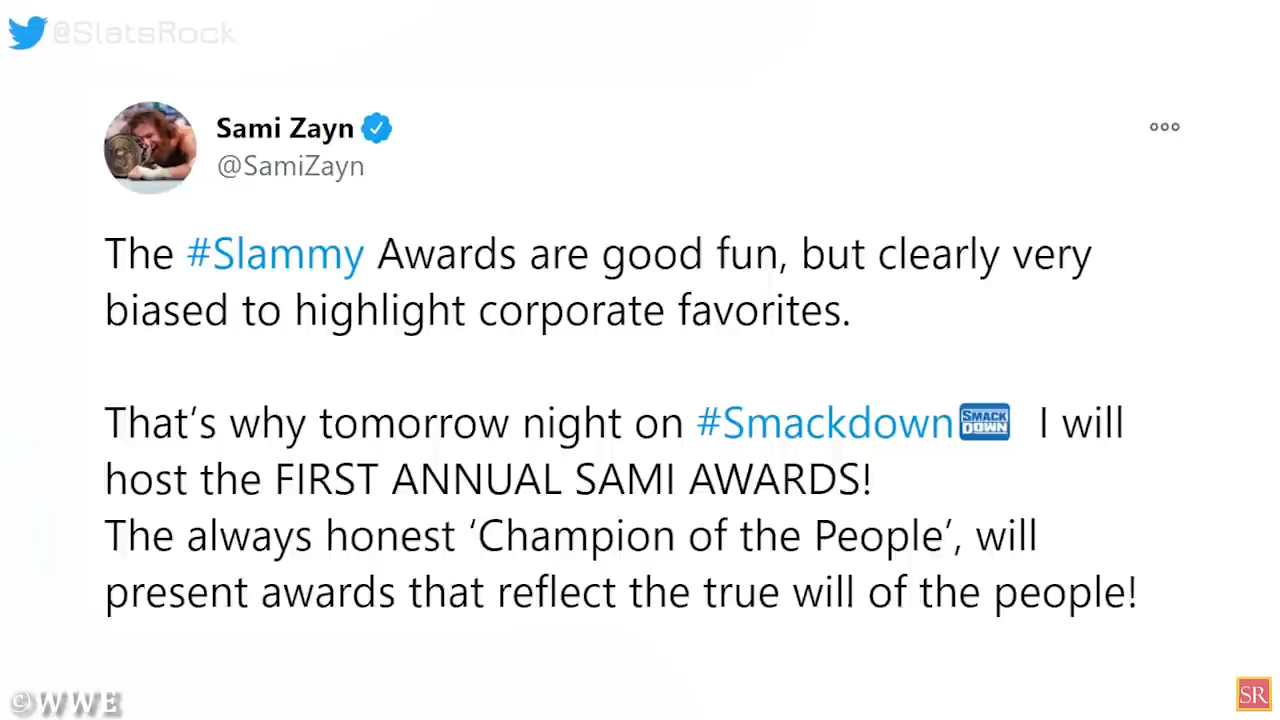 @SlatsRock
Sami Zayn
@SamiZayn
The #Slammy Awards are good fun, but clearly very
biased to highlight corporate favorites.
That’s why tomorrow night on #Smackdown SMACK DOWN I will
host the FIRST ANNUAL SAMI AWARDS!
The always honest ‘Champion of the People’, will
present awards that reflect the true will of the people!
©WWE
SR